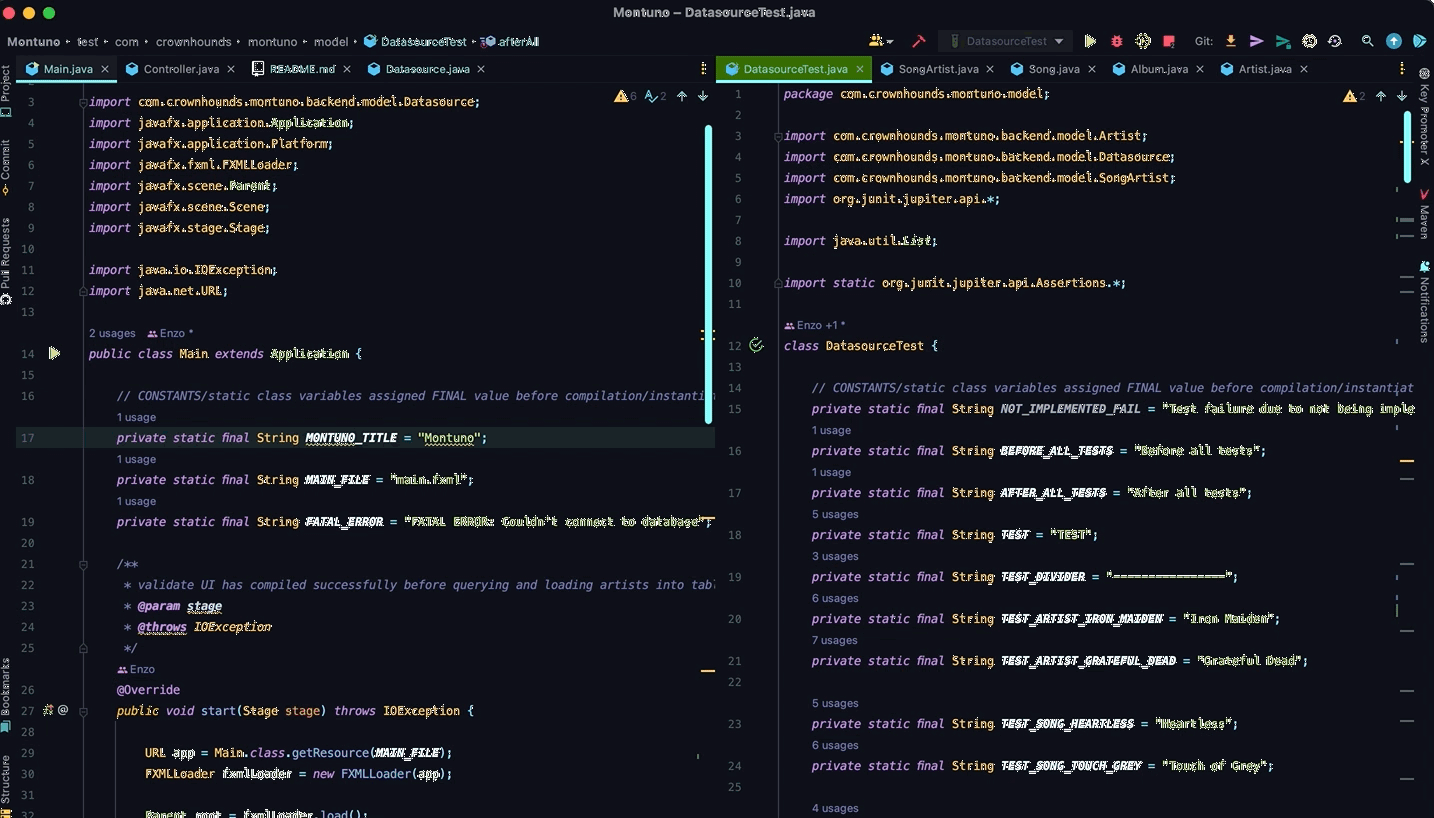 Montuno – DatasourceTest.java
Montuno test com crownhounds montuno model DatasourceTest afterAll
DatasourceTest
Git:
Main.java Controller.java README.md Datasource.java
DatasourceTest.java SongArtist.java Song.java Album.java Artist.java
Project
Commit
Pull Requests
Bookmarks
Structure
6 2
3 import com.crownhounds.montuno.backend.model.Datasource;
4 import javafx.application.Application;
5 import javafx.application.Platform;
6 import javafx.fxml.FXMLLoader;
7 import javafx.scene.Parent;
8 import javafx.scene.Scene;
9 import javafx.stage.Stage;
10
11 import java.io.IOException;
12 import java.net.URL;
13
2 usages Enzo *
14 public class Main extends Application {
15
16 // CONSTANTS/static class variables assigned FINAL value before compilation/instanti
1 usage
17 private static final String MONTUNO_TITLE = "Montuno";
1 usage
18 private static final String MAIN_FILE = "main.fxml";
1 usage
19 private static final String FATAL_ERROR = "FATAL ERROR: Couldn't connect to database";
20
21 /**
22 * validate UI has compiled successfully before querying and loading artists into tab
23 * @param stage
24 * @throws IOException
25 */
Enzo
26 @Override
27 @ public void start(Stage stage) throws IOException {
28
29 URL app = Main.class.getResource(MAIN_FILE);
30 FXMLLoader fxmlLoader = new FXMLLoader(app);
31
32 Parent root = fxmlLoader.load();
2
1 package com.crownhounds.montuno.model;
2
3 import com.crownhounds.montuno.backend.model.Artist;
4 import com.crownhounds.montuno.backend.model.Datasource;
5 import com.crownhounds.montuno.backend.model.SongArtist;
6 import org.junit.jupiter.api.*;
7
8 import java.util.List;
9
10 import static org.junit.jupiter.api.Assertions.*;
11
Enzo +1 *
12 class DatasourceTest {
13
14 // CONSTANTS/static class variables assigned FINAL value before compilation/instantiat
15 private static final String NOT_IMPLEMENTED_FAIL = "Test failure due to not being imple
1 usage
16 private static final String BEFORE_ALL_TESTS = "Before all tests";
1 usage
17 private static final String AFTER_ALL_TESTS = "After all tests";
5 usages
18 private static final String TEST = "TEST";
3 usages
19 private static final String TEST_DIVIDER = "================";
6 usages
20 private static final String TEST_ARTIST_IRON_MAIDEN = "Iron Maiden";
7 usages
21 private static final String TEST_ARTIST_GRATEFUL_DEAD = "Grateful Dead";
22
5 usages
23 private static final String TEST_SONG_HEARTLESS = "Heartless";
6 usages
24 private static final String TEST_SONG_TOUCH_GREY = "Touch of Grey";
25
4 usages
Key Promoter X
Maven
Notifications